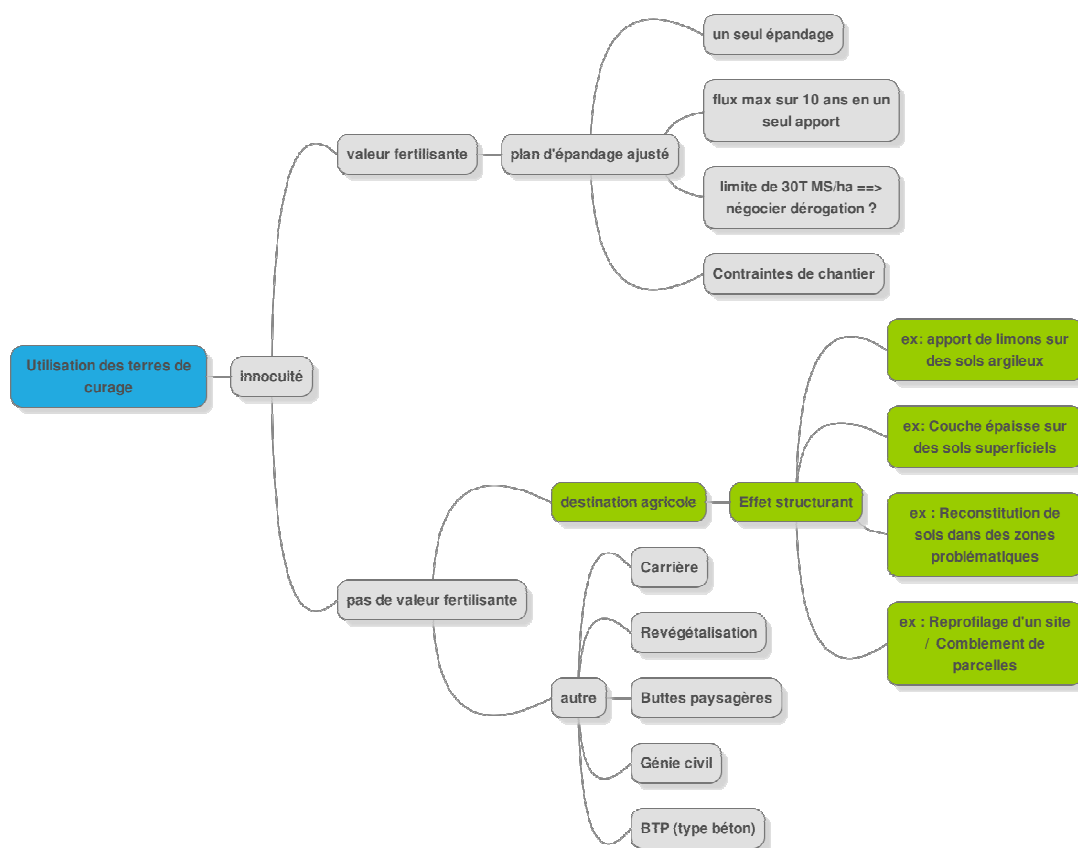 un seul épandage
flux max sur 10 ans en un
seul apport
valeur fertilisante
plan d'épandage ajusté
limite de 30T MS/ha ==>
négocier dérogation ?
Contraintes de chantier
Utilisation des terres de
curage
innocuité
ex: apport de limons sur
des sols argileux
ex: Couche épaisse sur
des sols superficiels
destination agricole
Effet structurant
ex : Reconstitution de
sols dans des zones
problématiques
Carrière
pas de valeur fertilisante
Revégétalisation
ex : Reprofilage d'un site
/ Comblement de
parcelles
autre
Buttes paysagères
Génie civil
BTP (type béton)